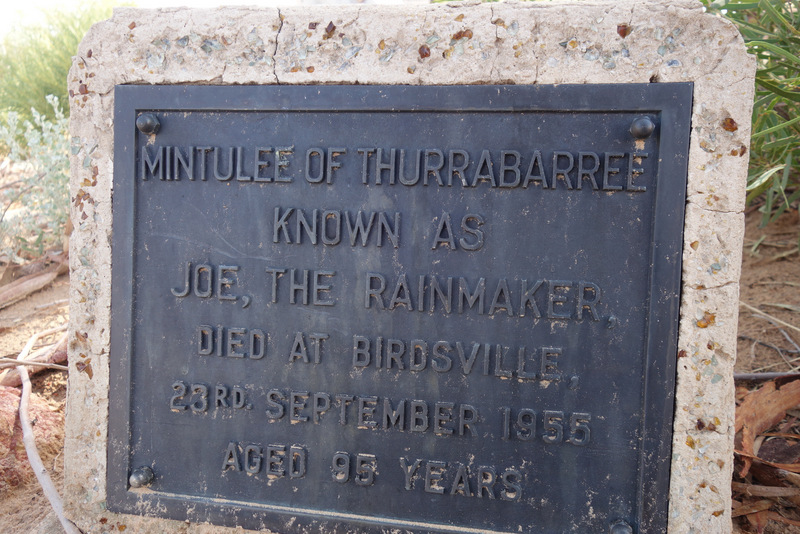 MINTULEE OF THURRABARREE
KNOWN AS
JOE, THE RAINMAKER,
DIED AT BIRDSVILLE,
23RD. SEPTEMBER 1955
AGED 95 YEARS